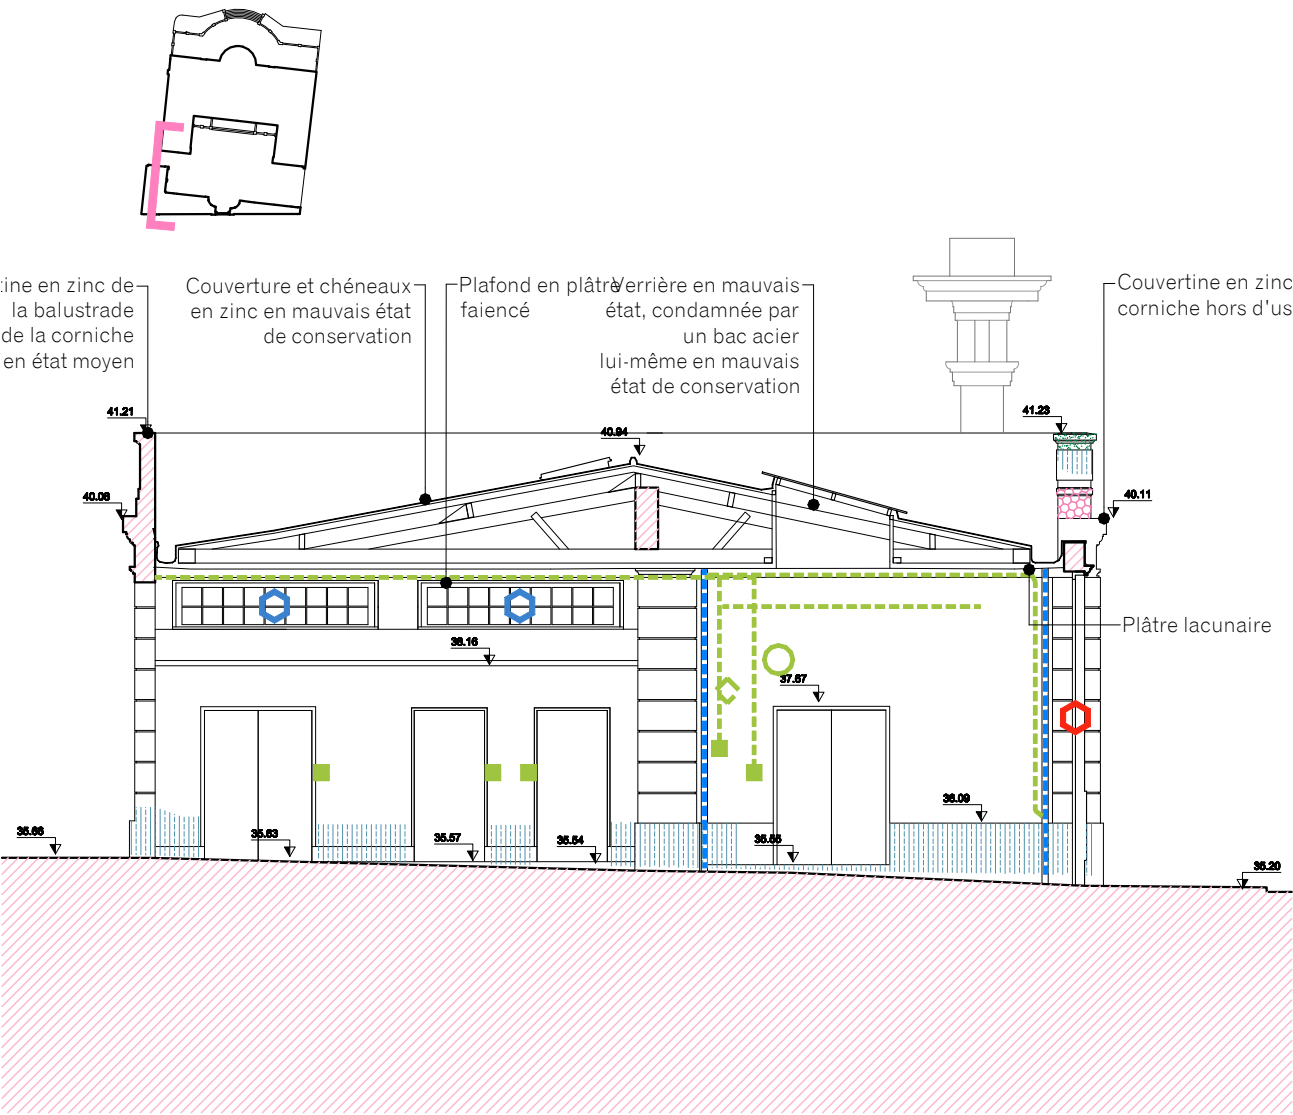 tine en zinc de
la balustrade
de la corniche
en état moyen
Couverture et chéneaux
en zinc en mauvais état
de conservation
Plafond en plâtre
faiencé
Verrière en mauvais
état, condamnée par
un bac acier
lui-même en mauvais
état de conservation
Couvertine en zinc
corniche hors d'us
41.21
40.94
41.23
40.08
40.11
Plâtre lacunaire
38.16
37.67
36.09
35.66
35.63
35.57
35.54
35.55
35.20